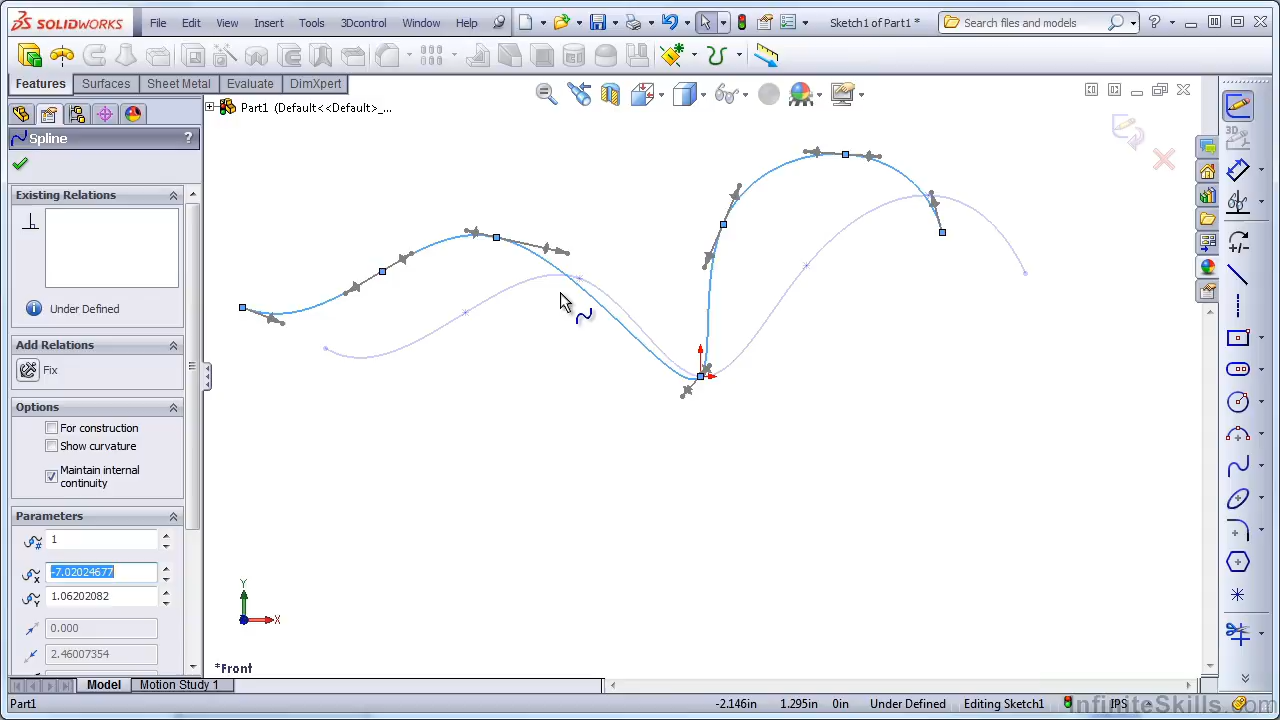 SOLIDWORKS File Edit View Insert Tools 3Dcontrol Window Help Sketch1 of Part1 * Search files and models ?
Features Surfaces Sheet Metal Evaluate DimXpert
Part1 (Default<<Default>_...
Spline ?
Existing Relations
Under Defined
Add Relations
Fix
Options
For construction
Show curvature
Maintain internal
continuity
Parameters
1
-7.02024677
1.06202082
0.000
2.46007354
Y
X
*Front
Model Motion Study 1
Part1 -2.146in 1.295in 0in Under Defined Editing Sketch1 IPS
InfiniteSkills.com
3D